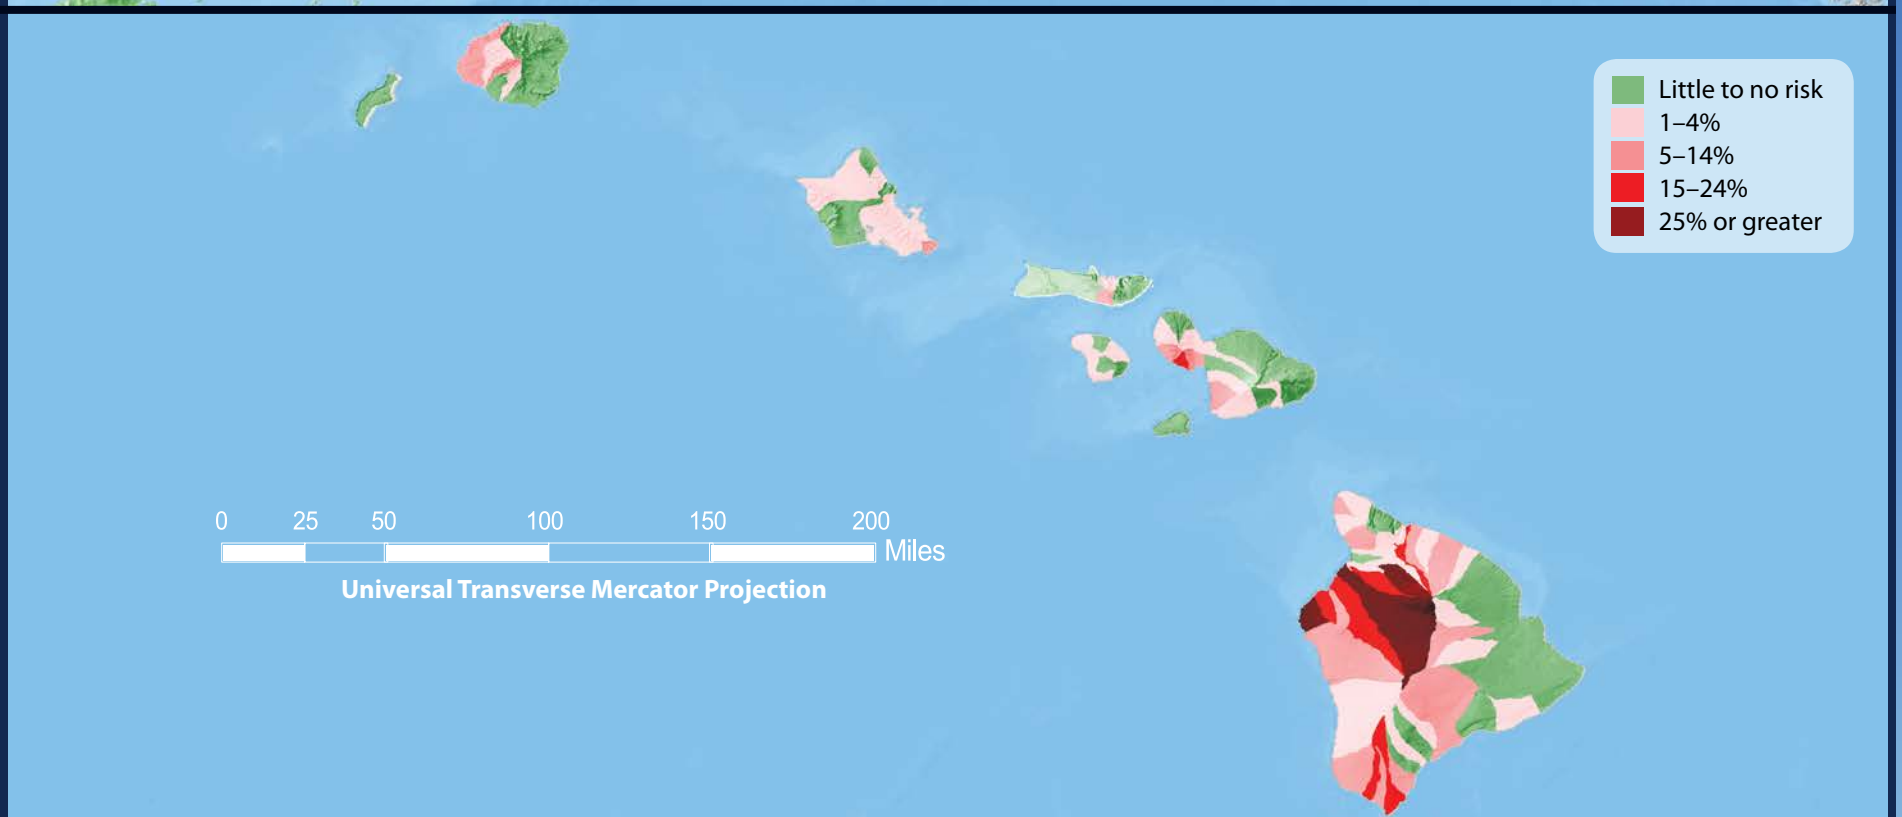 Little to no risk
1–4%
5–14%
15–24%
25% or greater
0 25 50 100 150 200
Miles
Universal Transverse Mercator Projection